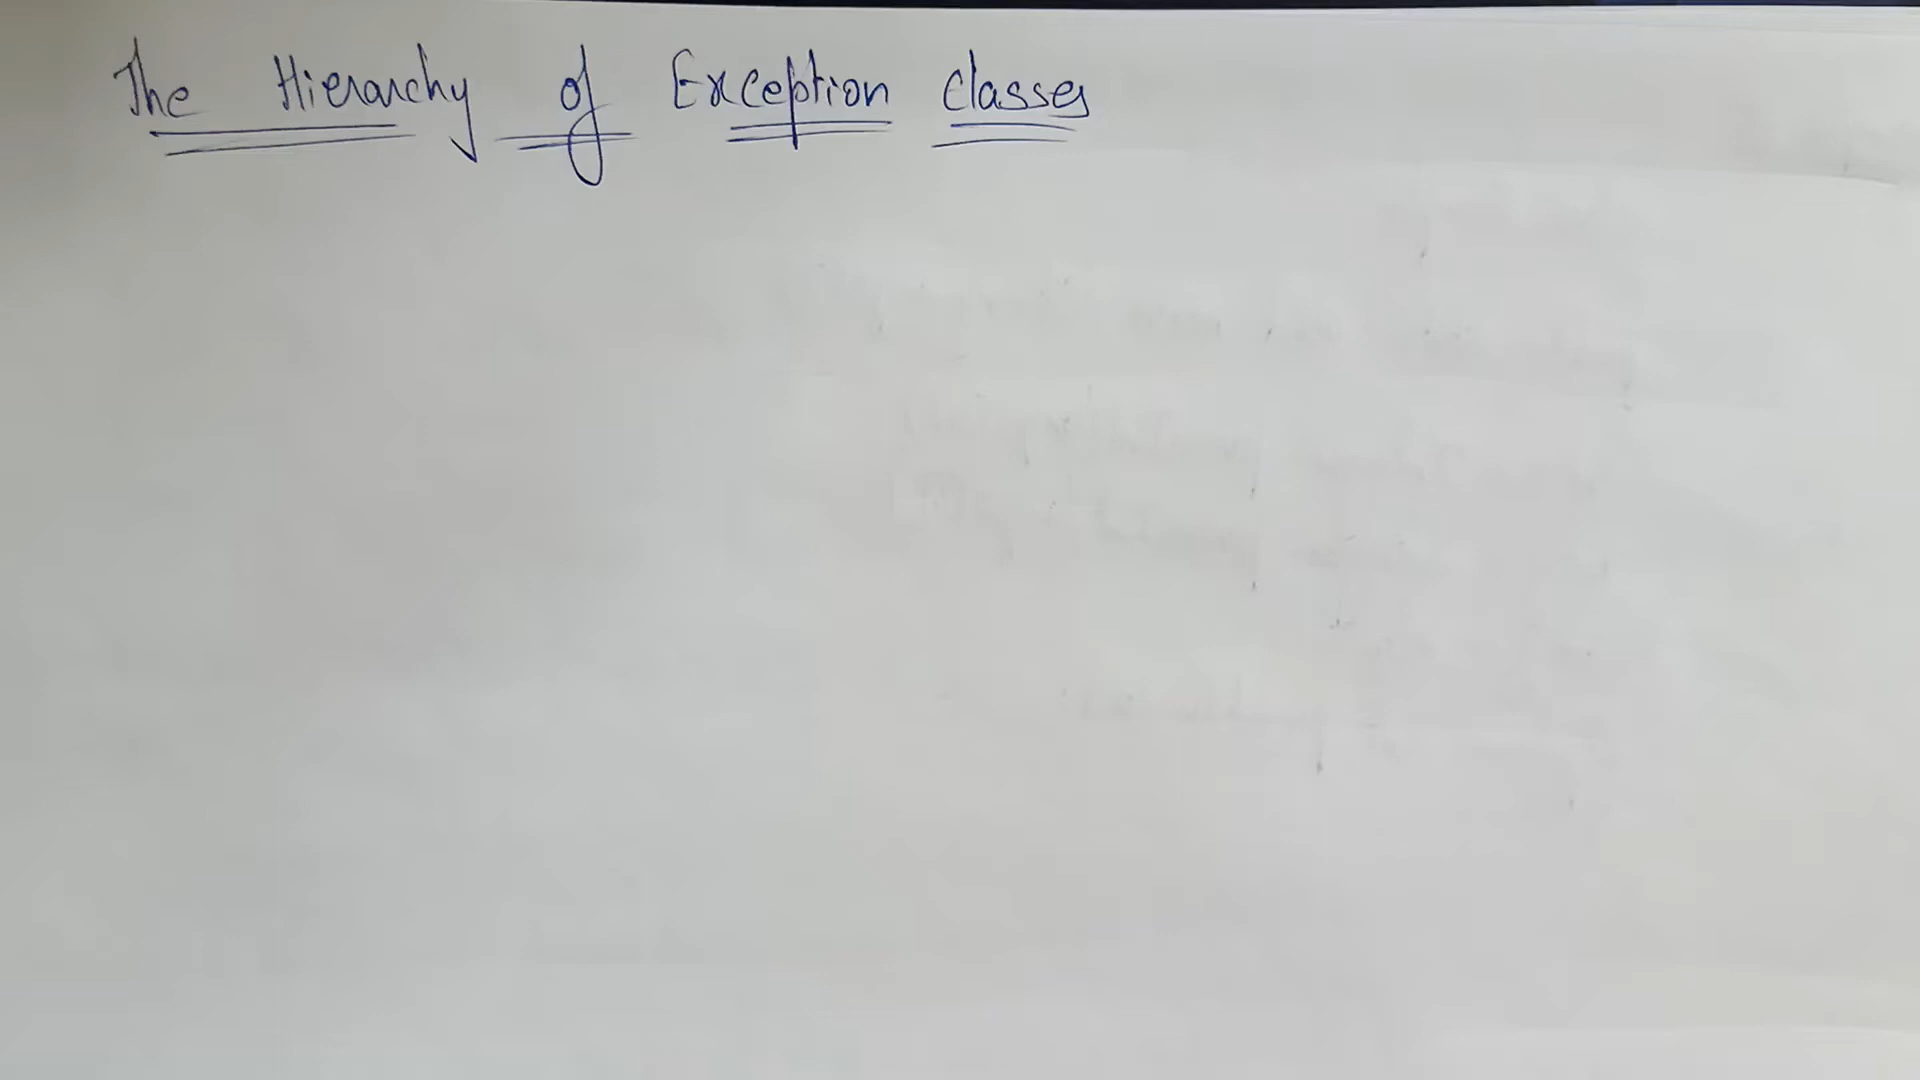 The Hierarchy of Exception Classes